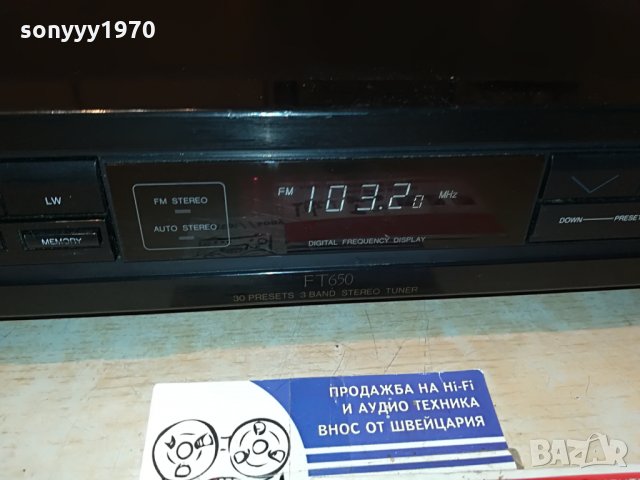 sonyyy1970
LW
MEMORY
FM STEREO
AUTO STEREO
FM 103.20 MHz
DIGITAL FREQUENCY DISPLAY
DOWN PRESET
FT650
30 PRESETS 3 BAND STEREO TUNER
ПРОДАЖБА НА Hi-Fi
И АУДИО ТЕХНИКА
ВНОС ОТ ШВЕЙЦАРИЯ
BAZAR